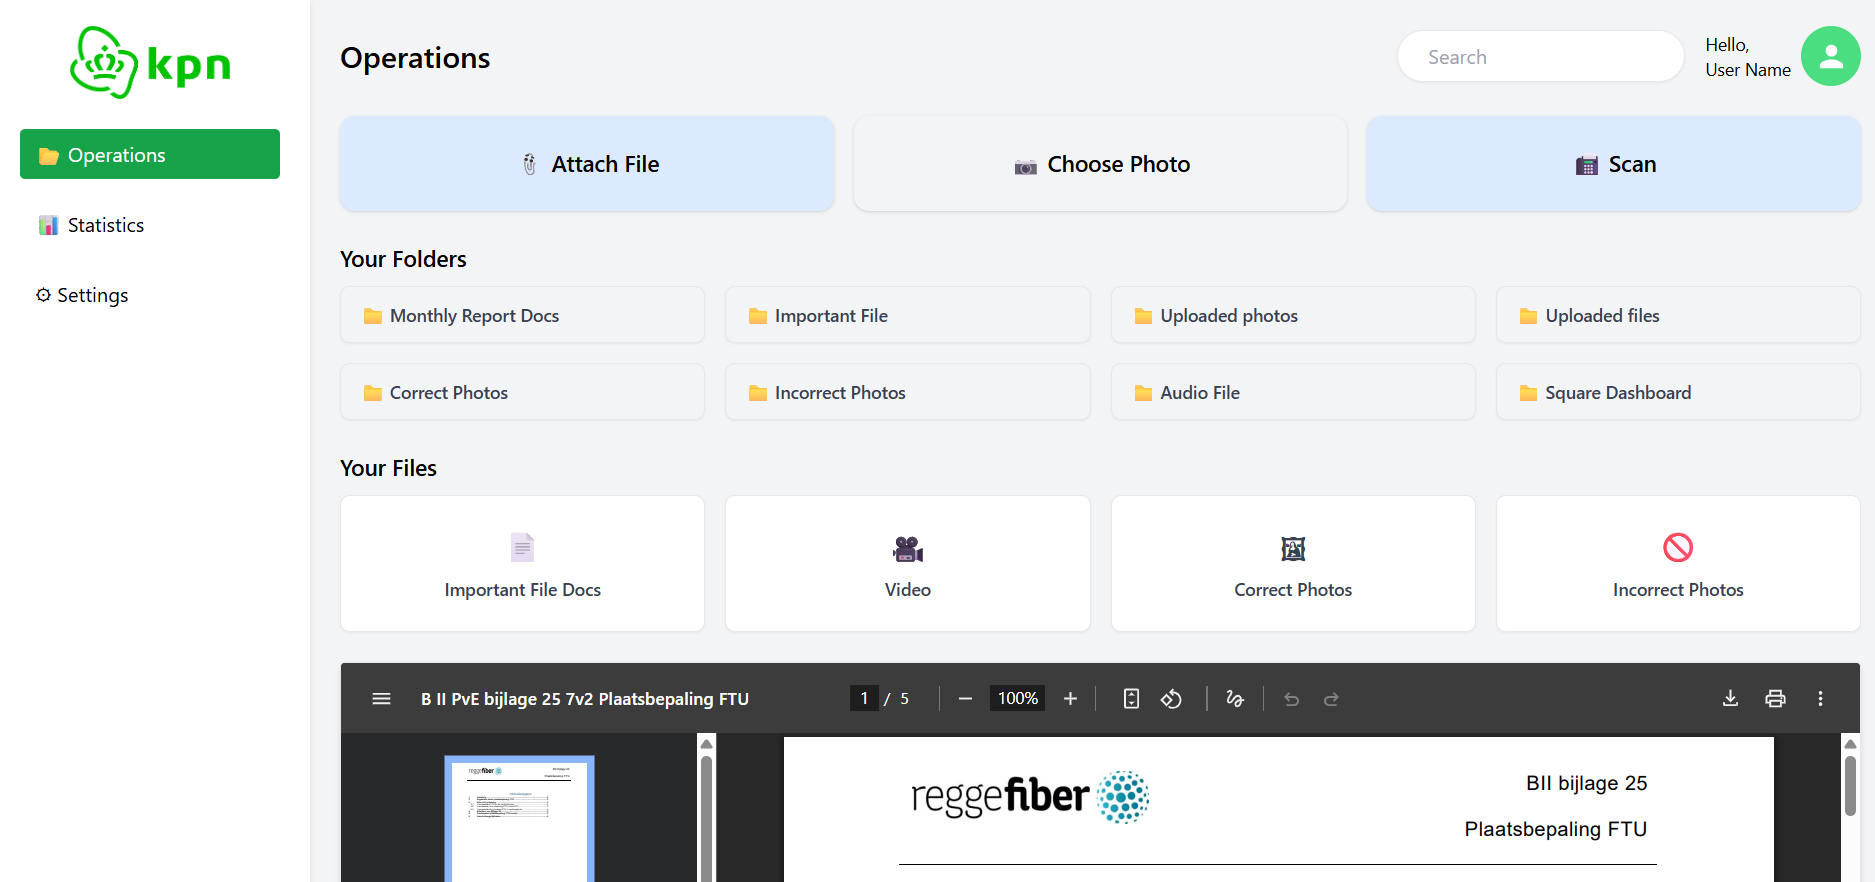 kpn
Operations
Statistics
Settings
Operations
Search
Hello,
User Name
Attach File
Choose Photo
Scan
Your Folders
Monthly Report Docs
Important File
Uploaded photos
Uploaded files
Correct Photos
Incorrect Photos
Audio File
Square Dashboard
Your Files
Important File Docs
Video
Correct Photos
Incorrect Photos
B II PvE bijlage 25 7v2 Plaatsbepaling FTU
1 / 5
100%
reggefiber
reggefiber
BII bijlage 25
Plaatsbepaling FTU